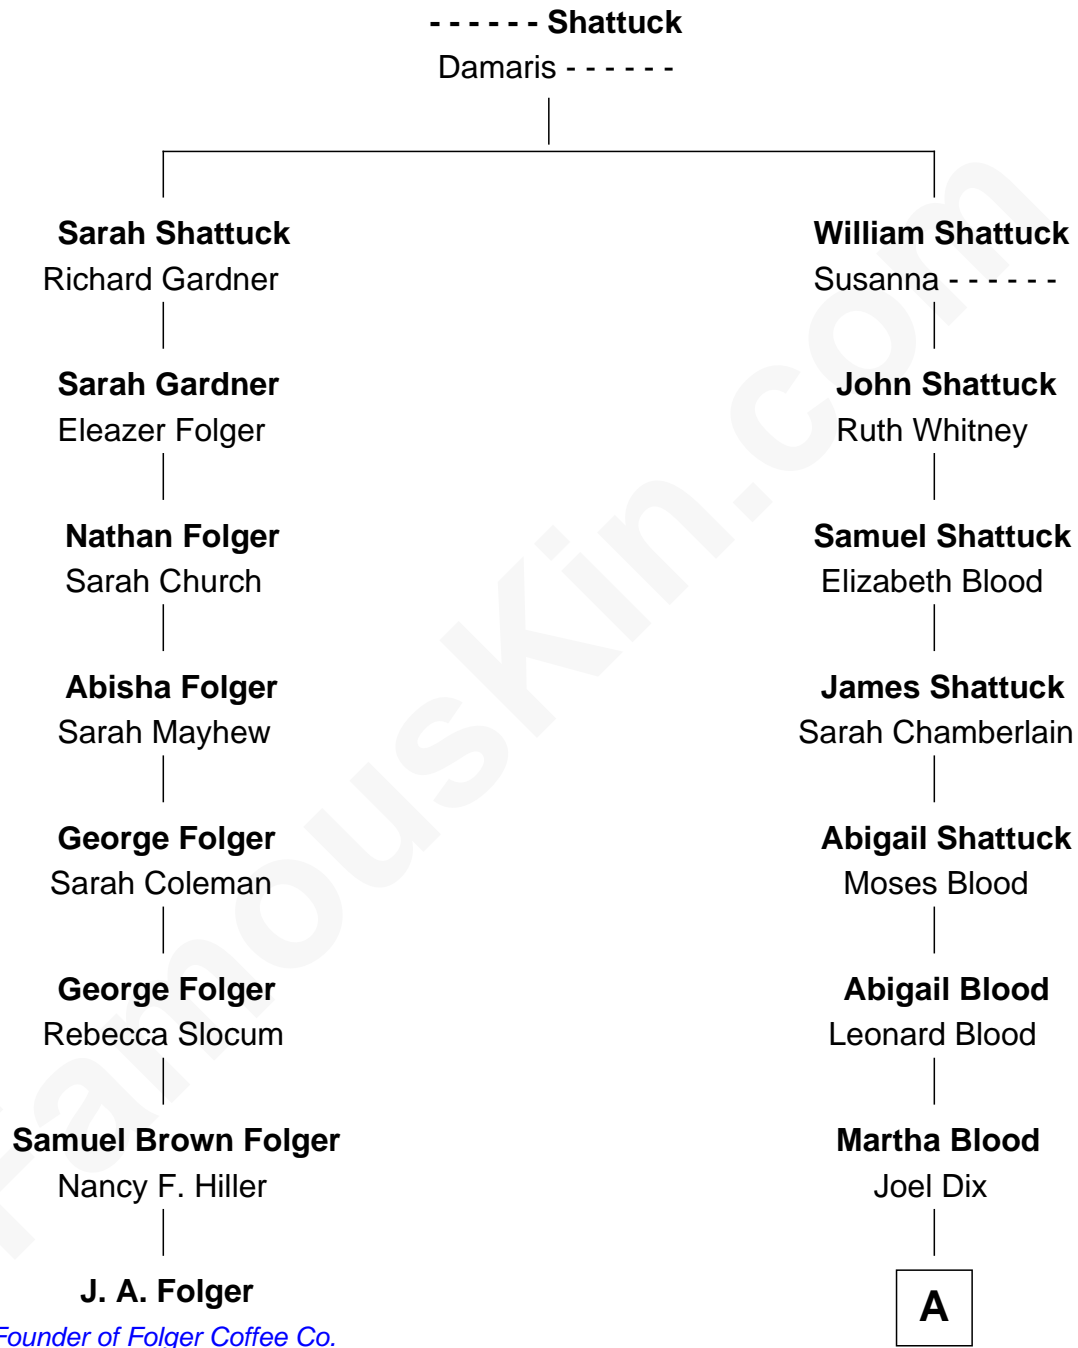 - - - - - - Shattuck
Damaris - - - - - -
Sarah Shattuck
Richard Gardner
William Shattuck
Susanna - - - - - -
Sarah Gardner
Eleazer Folger
John Shattuck
Ruth Whitney
Nathan Folger
Sarah Church
Samuel Shattuck
Elizabeth Blood
Abisha Folger
Sarah Mayhew
James Shattuck
Sarah Chamberlain
George Folger
Sarah Coleman
Abigail Shattuck
Moses Blood
George Folger
Rebecca Slocum
Abigail Blood
Leonard Blood
Samuel Brown Folger
Nancy F. Hiller
Martha Blood
Joel Dix
J. A. Folger
Founder of Folger Coffee Co.
A
FamousKin.com